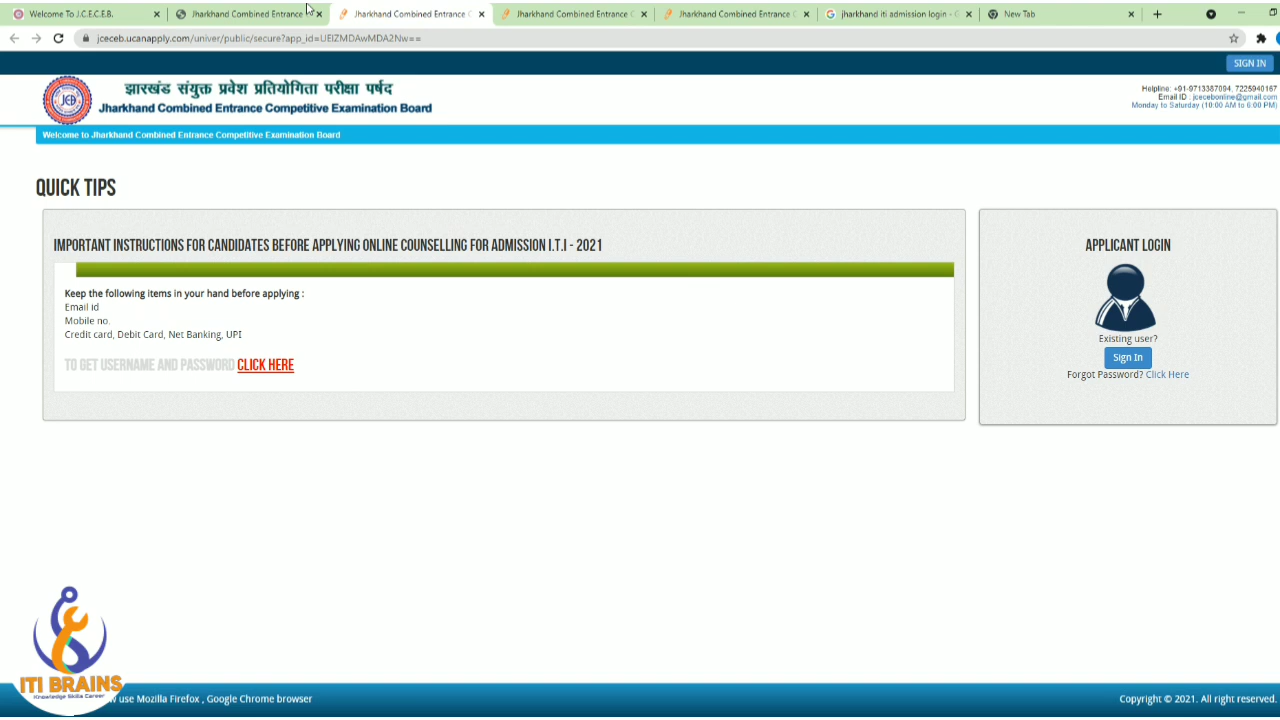 Welcome To J.C.E.C.E.B.
Jharkhand Combined Entrance
Jharkhand Combined Entrance C
Jharkhand Combined Entrance
Jharkhand Combined Entrance
jharkhand iti admission login -
New Tab
jceceb.ucanapply.com/univer/public/secure?app_id=UElZMDAwMDA2Nw==
SIGN IN
झारखंड संयुक्त प्रवेश प्रतियोगिता परीक्षा पर्षद
Jharkhand Combined Entrance Competitive Examination Board
Helpline: +91-9713387094, 7225940167
Email ID : jcecebonline@gmail.com
Monday to Saturday (10:00 AM to 6:00 PM)
Welcome to Jharkhand Combined Entrance Competitive Examination Board
QUICK TIPS
IMPORTANT INSTRUCTIONS FOR CANDIDATES BEFORE APPLYING ONLINE COUNSELLING FOR ADMISSION I.T.I - 2021
Keep the following items in your hand before applying :
Email id
Mobile no.
Credit card, Debit Card, Net Banking, UPI
TO GET USERNAME AND PASSWORD CLICK HERE
APPLICANT LOGIN
Existing user?
Sign In
Forgot Password? Click Here
ITI BRAINS
Knowledge Skills Career
use Mozilla Firefox , Google Chrome browser
Copyright © 2021. All right reserved.